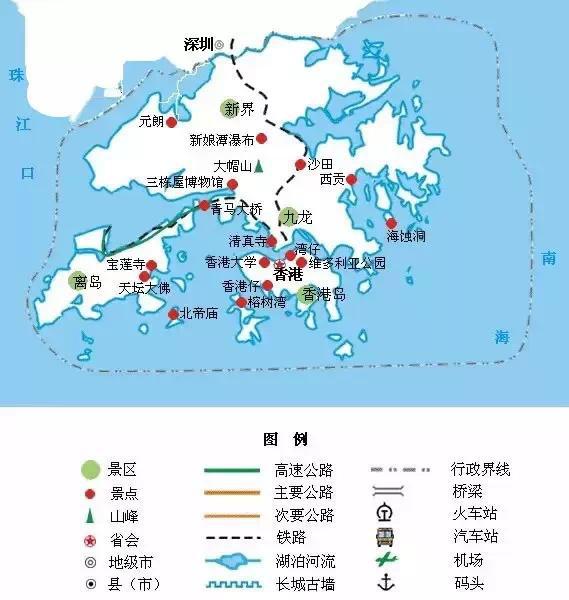 深圳
珠
江
口
元朗
新界
新娘潭瀑布
大帽山
沙田
三栋屋博物馆
西贡
青马大桥
九龙
海蚀洞
清真寺
湾仔
宝莲寺
香港大学
维多利亚公园
香港
离岛
天坛大佛
香港仔
香港岛
榕树湾
北帝庙
南
海
图 例
景区
高速公路
行政界线
景点
主要公路
桥梁
山峰
次要公路
火车站
省会
铁路
汽车站
地级市
湖泊河流
机场
县（市）
长城古墙
码头